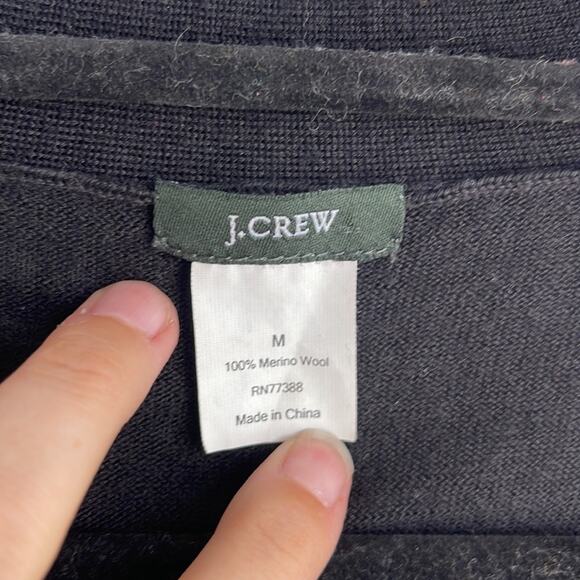 J.CREW
M
100% Merino Wool
RN77388
Made in China